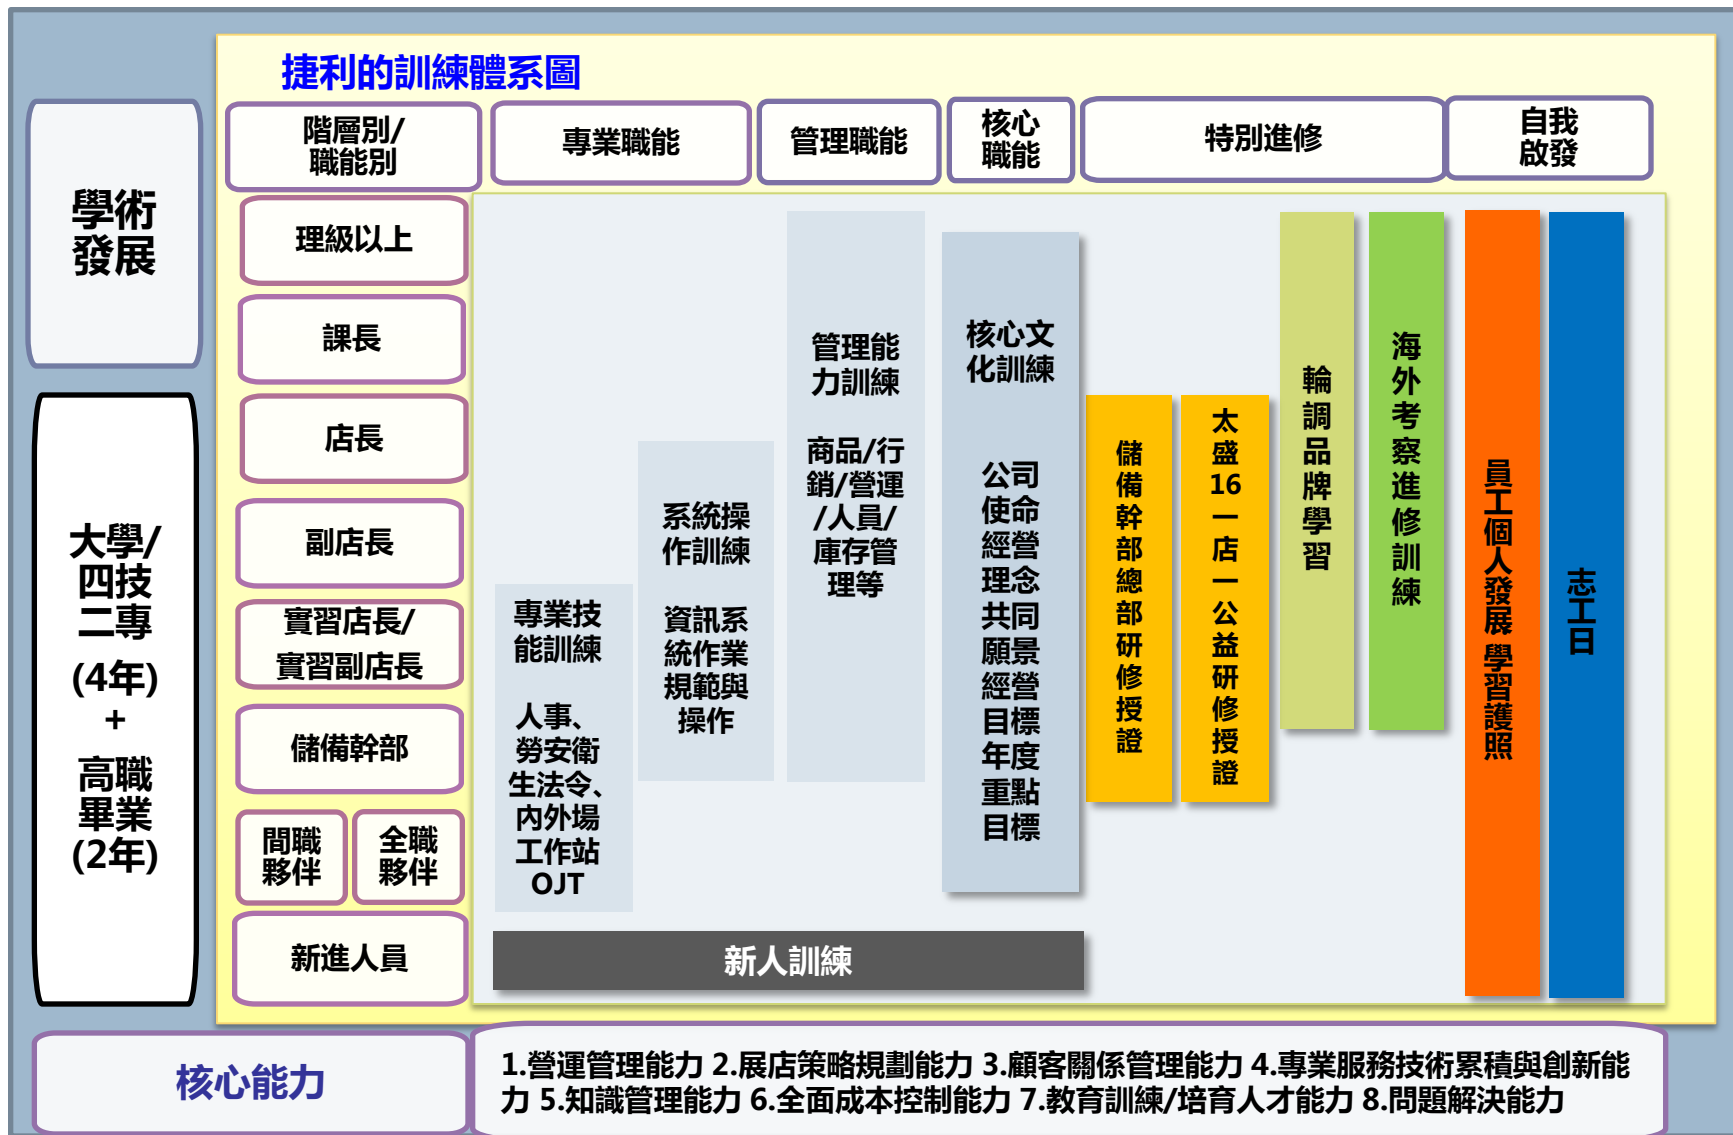 捷利的訓練體系圖
學術
發展
大學/
四技
二專
(4年)
+
高職
畢業
(2年)
階層別/
職能別
專業職能
管理職能
核心
職能
特別進修
自我
啟發
理級以上
課長
店長
副店長
實習店長/
實習副店長
儲備幹部
間職
夥伴
全職
夥伴
新進人員
專業技
能訓練
人事、
勞安衛
生法令、
內外場
工作站
OJT
系統操
作訓練
資訊系
統作業
規範與
操作
管理能
力訓練
商品/行
銷/營運
/人員/
庫存管
理等
核心文
化訓練
公司
使命
經營
理念
共同
願景
經營
目標
年度
重點
目標
儲備幹部總部研修授證
太盛16一店一公益研修授證
輪調品牌學習
海外考察進修訓練
員工個人發展 學習護照
志工日
新人訓練
核心能力
1.營運管理能力 2.展店策略規劃能力 3.顧客關係管理能力 4.專業服務技術累積與創新能
力 5.知識管理能力 6.全面成本控制能力 7.教育訓練/培育人才能力 8.問題解決能力